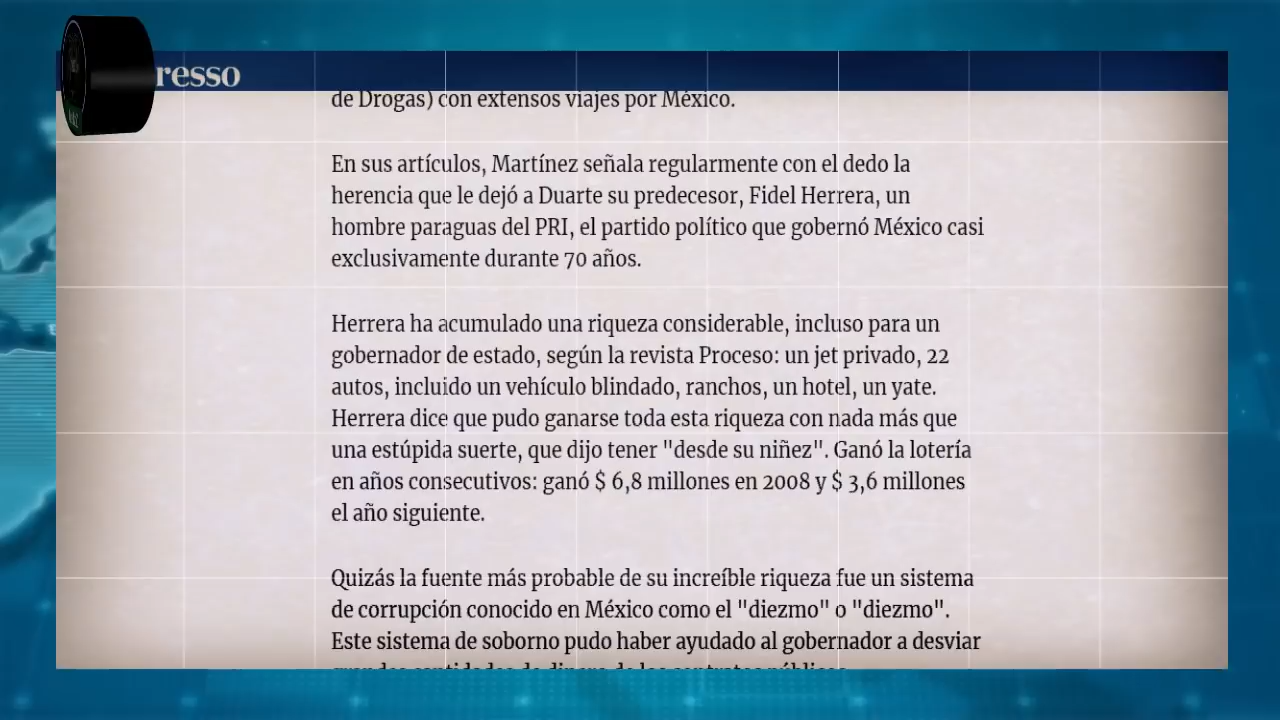 resso
de Drogas) con extensos viajes por México.
En sus artículos, Martínez señala regularmente con el dedo la
herencia que le dejó a Duarte su predecesor, Fidel Herrera, un
hombre paraguas del PRI, el partido político que gobernó México casi
exclusivamente durante 70 años.
Herrera ha acumulado una riqueza considerable, incluso para un
gobernador de estado, según la revista Proceso: un jet privado, 22
autos, incluido un vehículo blindado, ranchos, un hotel, un yate.
Herrera dice que pudo ganarse toda esta riqueza con nada más que
una estúpida suerte, que dijo tener "desde su niñez". Ganó la lotería
en años consecutivos: ganó $ 6,8 millones en 2008 y $ 3,6 millones
el año siguiente.
Quizás la fuente más probable de su increíble riqueza fue un sistema
de corrupción conocido en México como el "diezmo" o "diezmo".
Este sistema de soborno pudo haber ayudado al gobernador a desviar